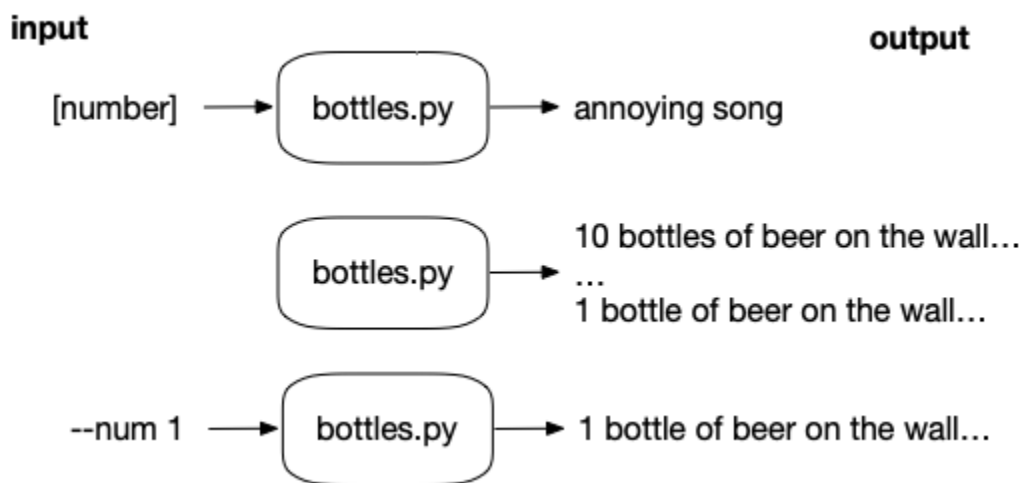 input
output
[number]
bottles.py
annoying song
bottles.py
10 bottles of beer on the wall…
…
1 bottle of beer on the wall…
--num 1
bottles.py
1 bottle of beer on the wall…